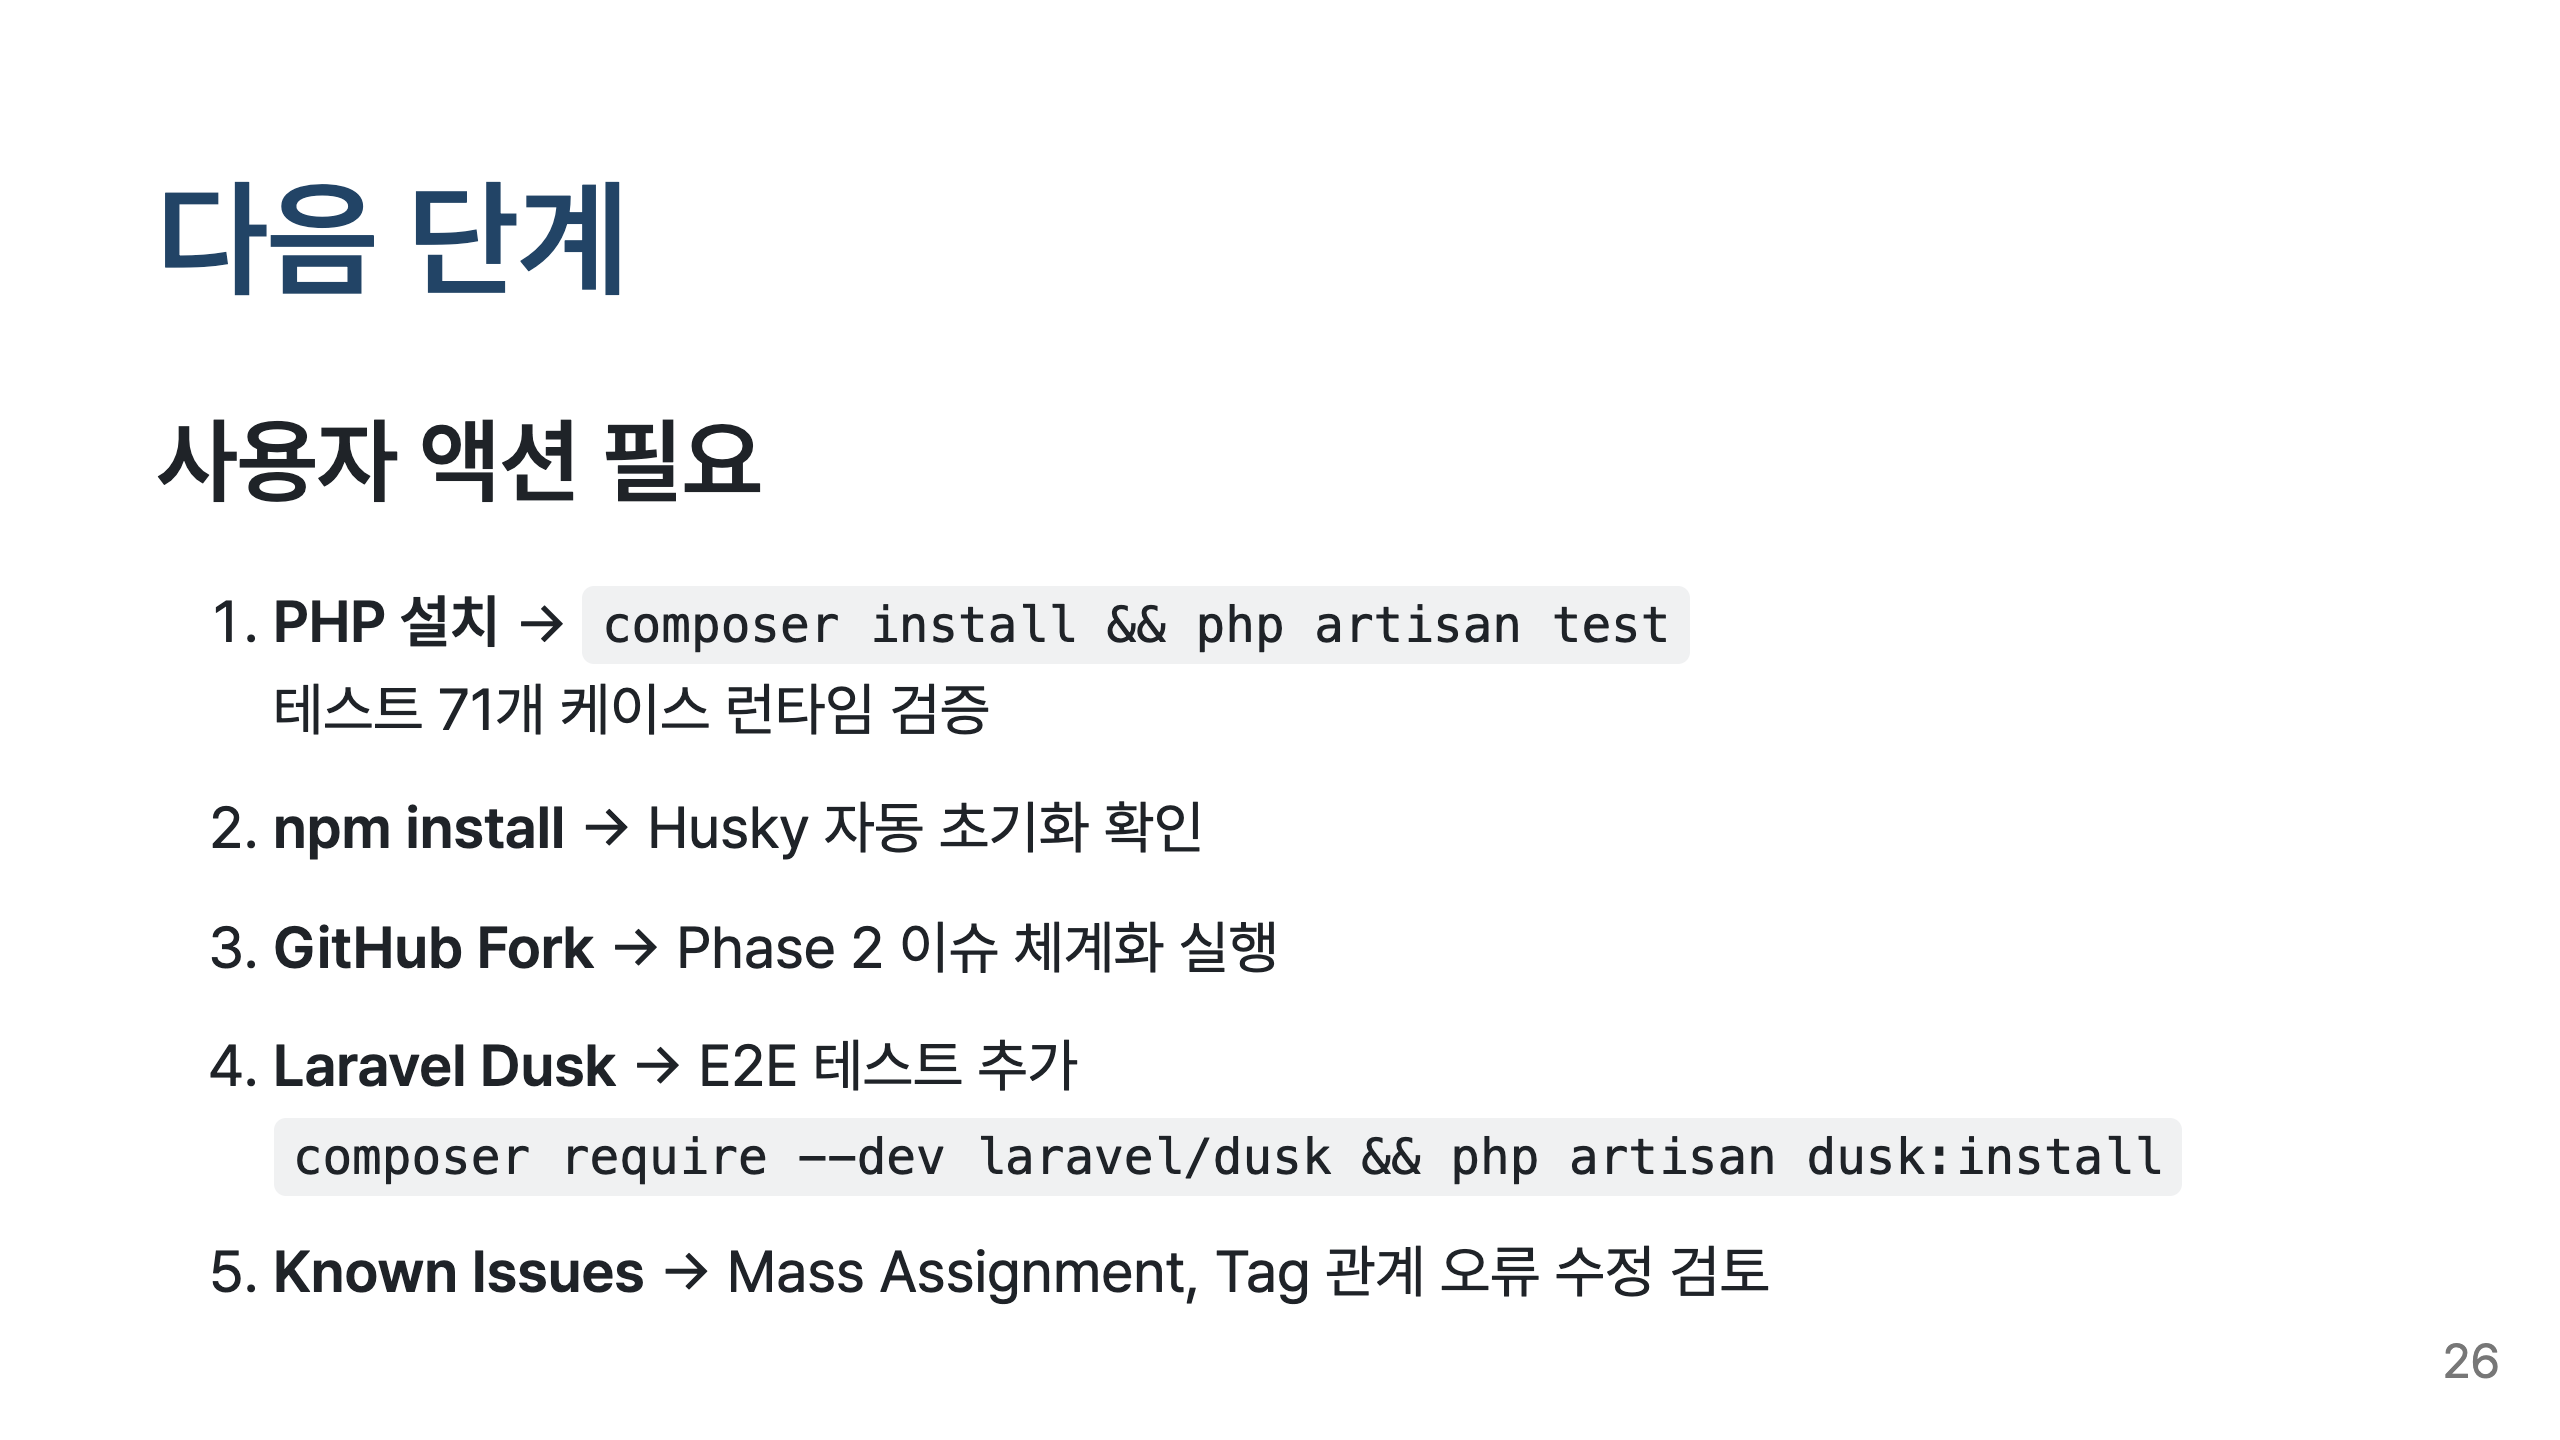 다음 단계
사용자 액션 필요
1. PHP 설치 → composer install && php artisan test
테스트 71개 케이스 런타임 검증
2. npm install → Husky 자동 초기화 확인
3. GitHub Fork → Phase 2 이슈 체계화 실행
4. Laravel Dusk → E2E 테스트 추가
composer require --dev laravel/dusk && php artisan dusk:install
5. Known Issues → Mass Assignment, Tag 관계 오류 수정 검토
26